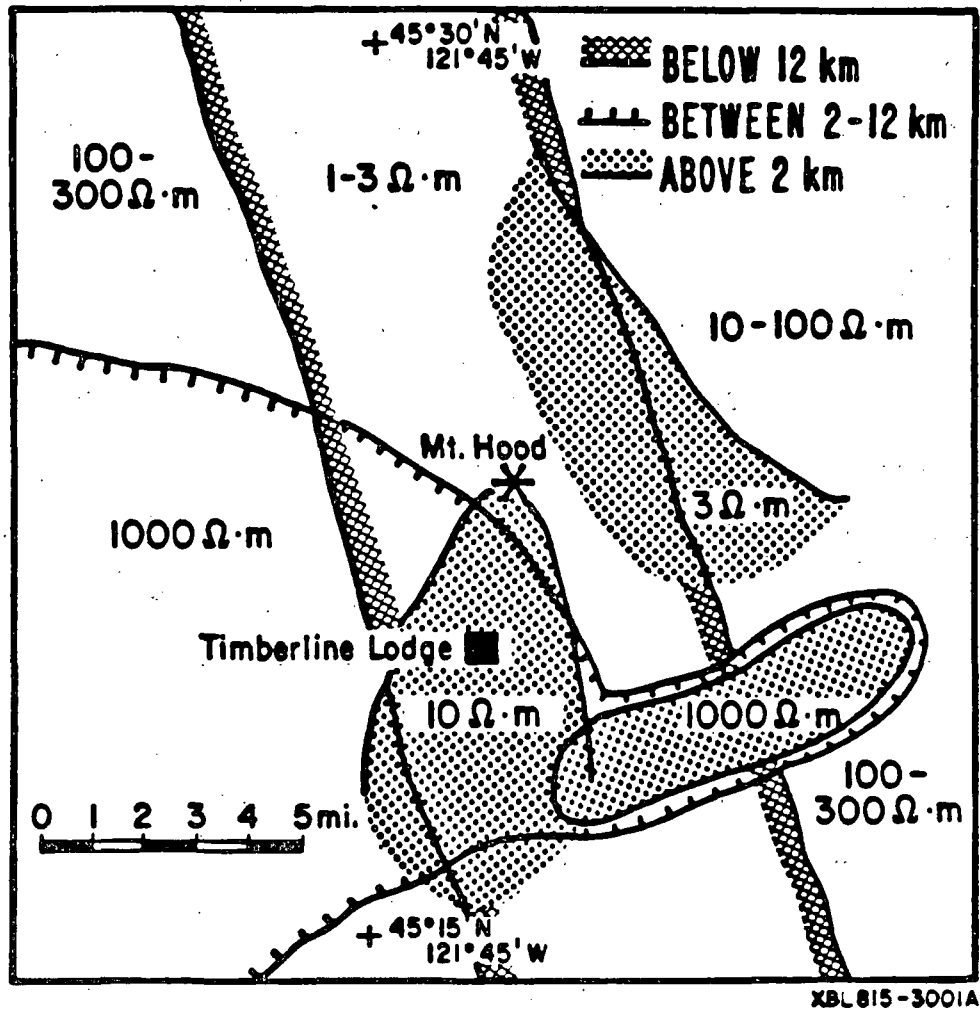 + 45°30'N
121°45'W
BELOW 12 km
BETWEEN 2-12 km
ABOVE 2 km
100-
300Ω·m
1-3Ω·m
10-100Ω·m
Mt. Hood
3Ω·m
1000Ω·m
Timberline Lodge
10Ω·m
1000Ω·m
100-
300Ω·m
0 1 2 3 4 5mi.
+ 45°15'N
121°45'W
XBL815-3001A